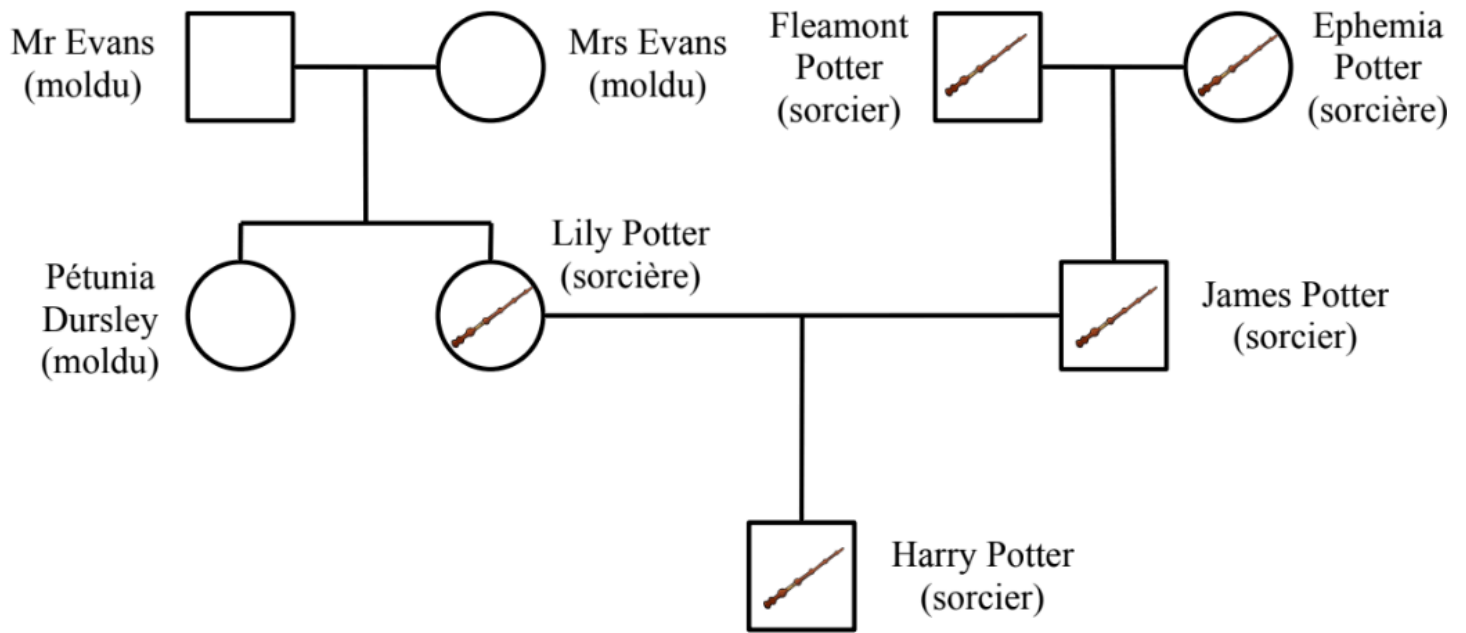 Mr Evans
(moldu)
Mrs Evans
(moldu)
Fleamont
Potter
(sorcier)
Ephemia
Potter
(sorcière)
Pétunia
Dursley
(moldu)
Lily Potter
(sorcière)
James Potter
(sorcier)
Harry Potter
(sorcier)